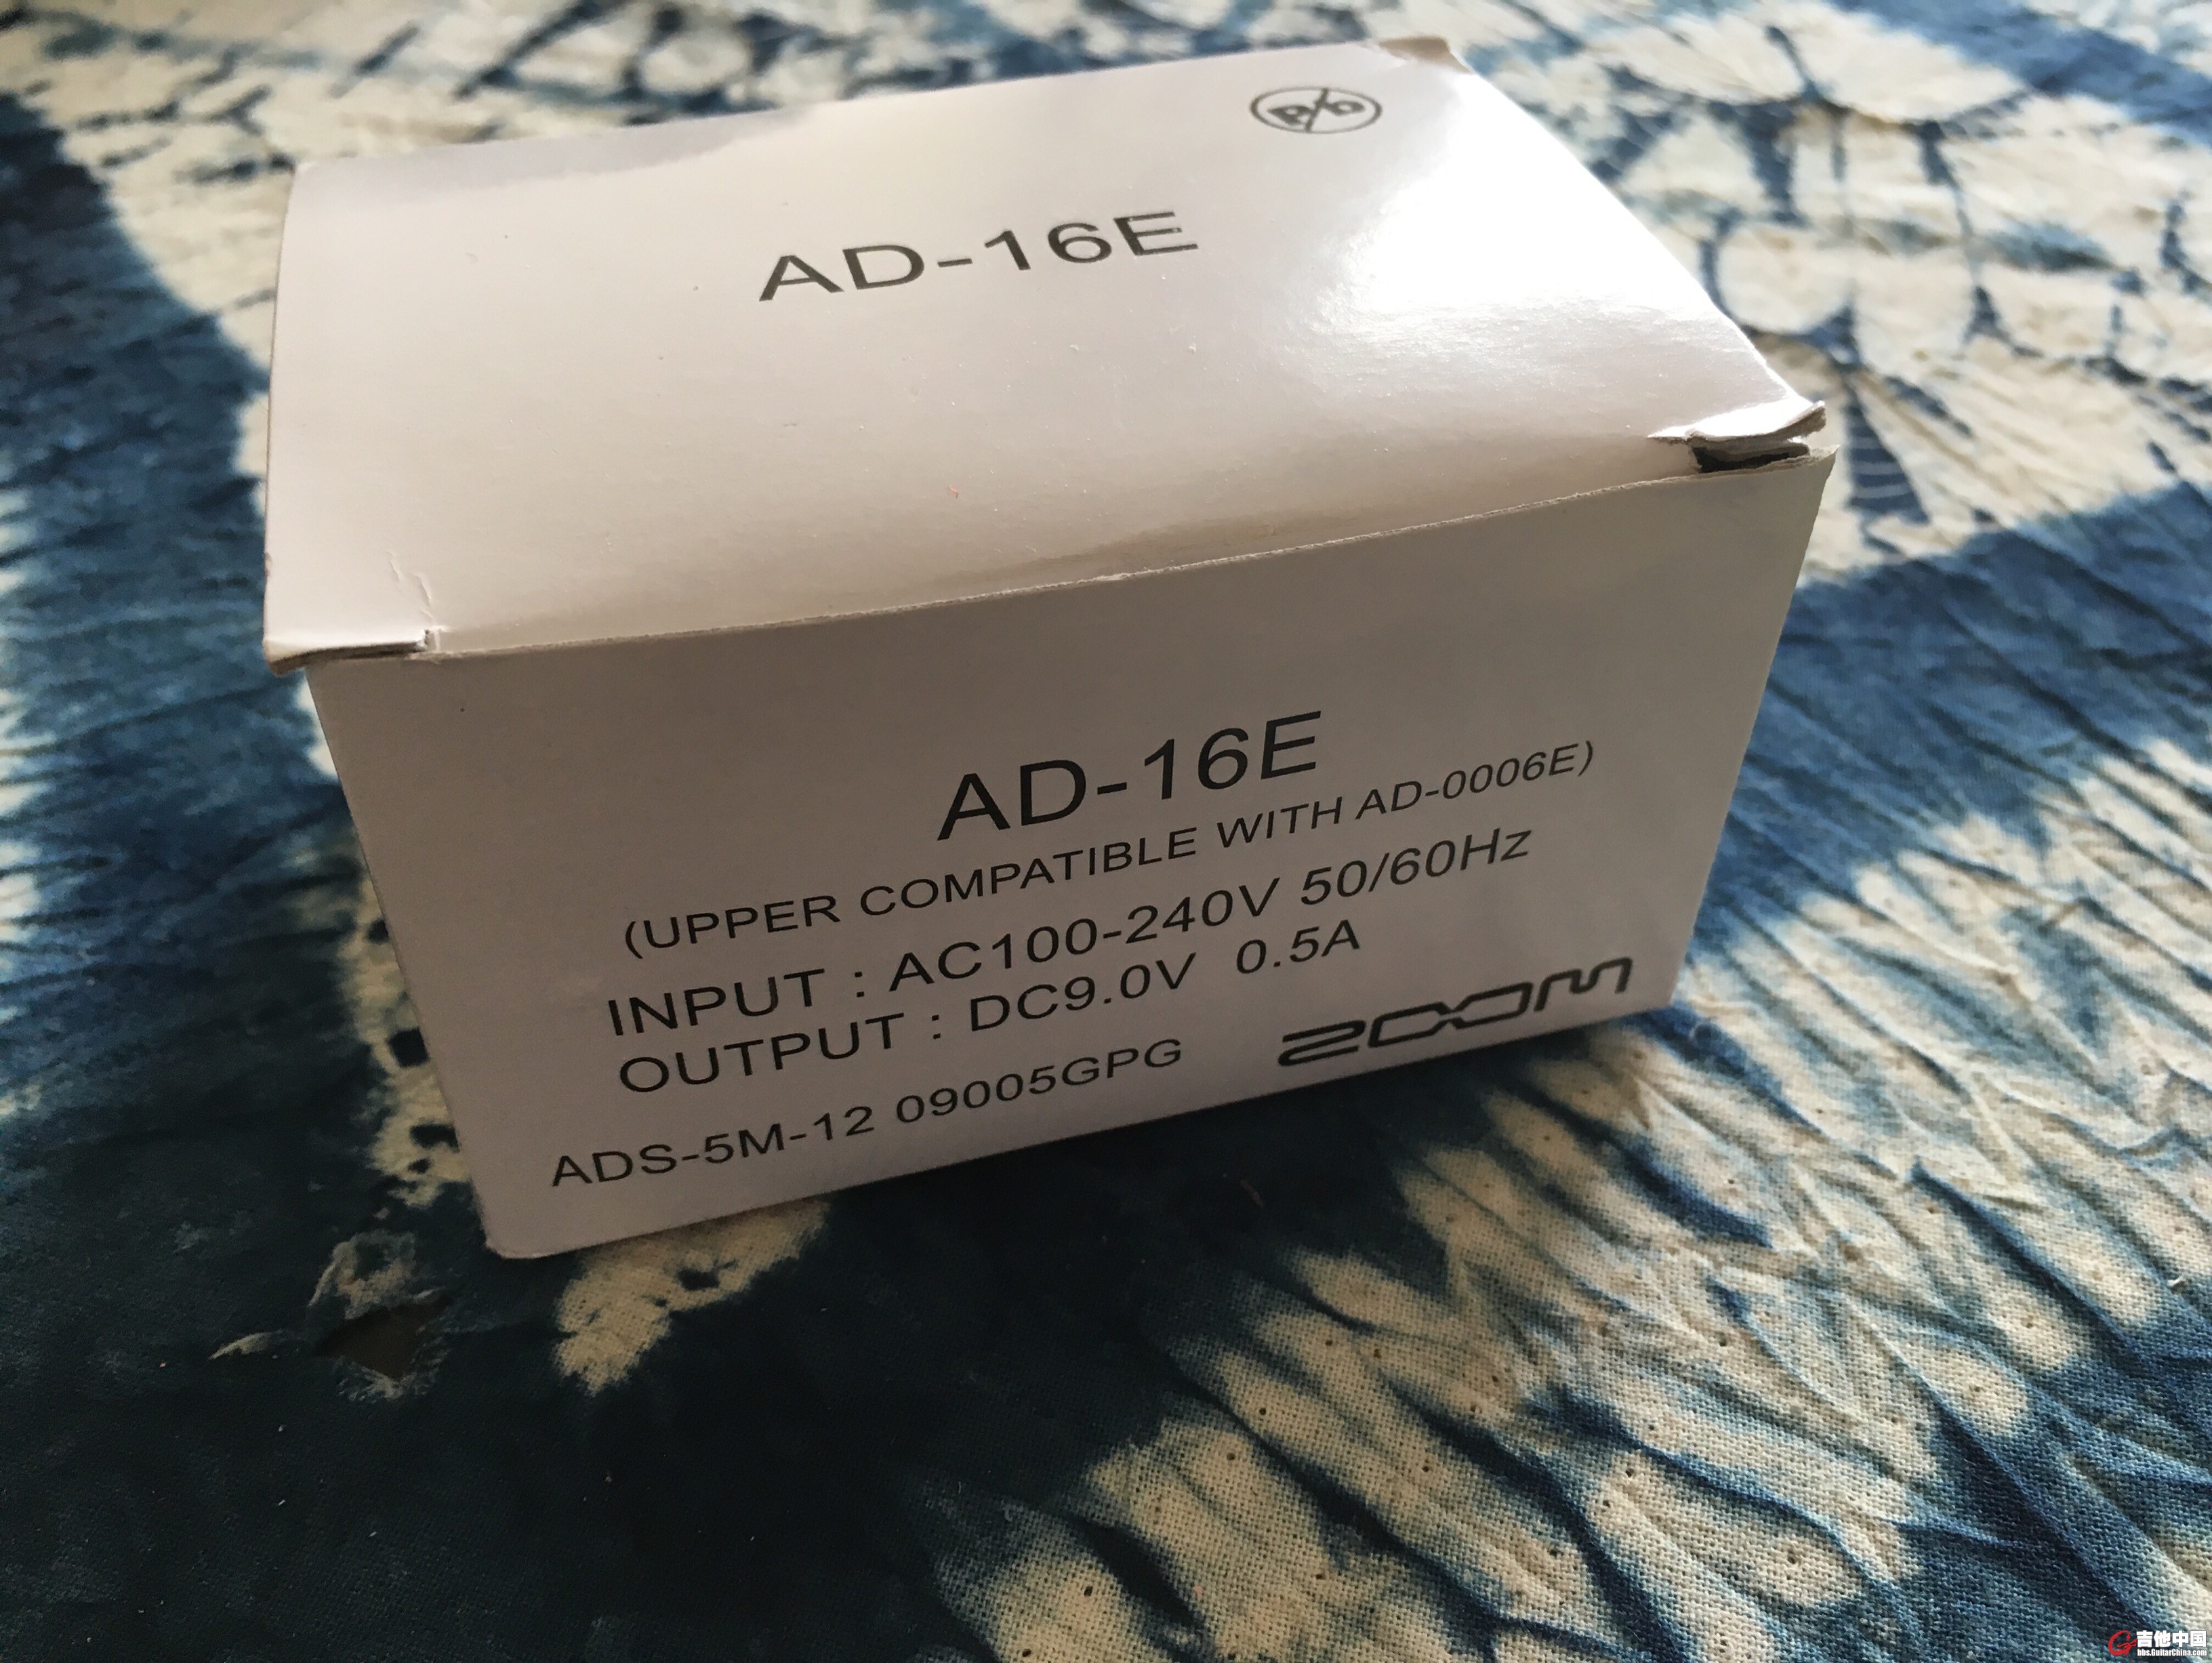 Pb
AD-16E
AD-16E
(UPPER COMPATIBLE WITH AD-0006E)
INPUT : AC100-240V 50/60Hz
OUTPUT : DC9.0V 0.5A
ADS-5M-12 09005GPG
ZOOM
吉他中国
bbs.GuitarChina.com